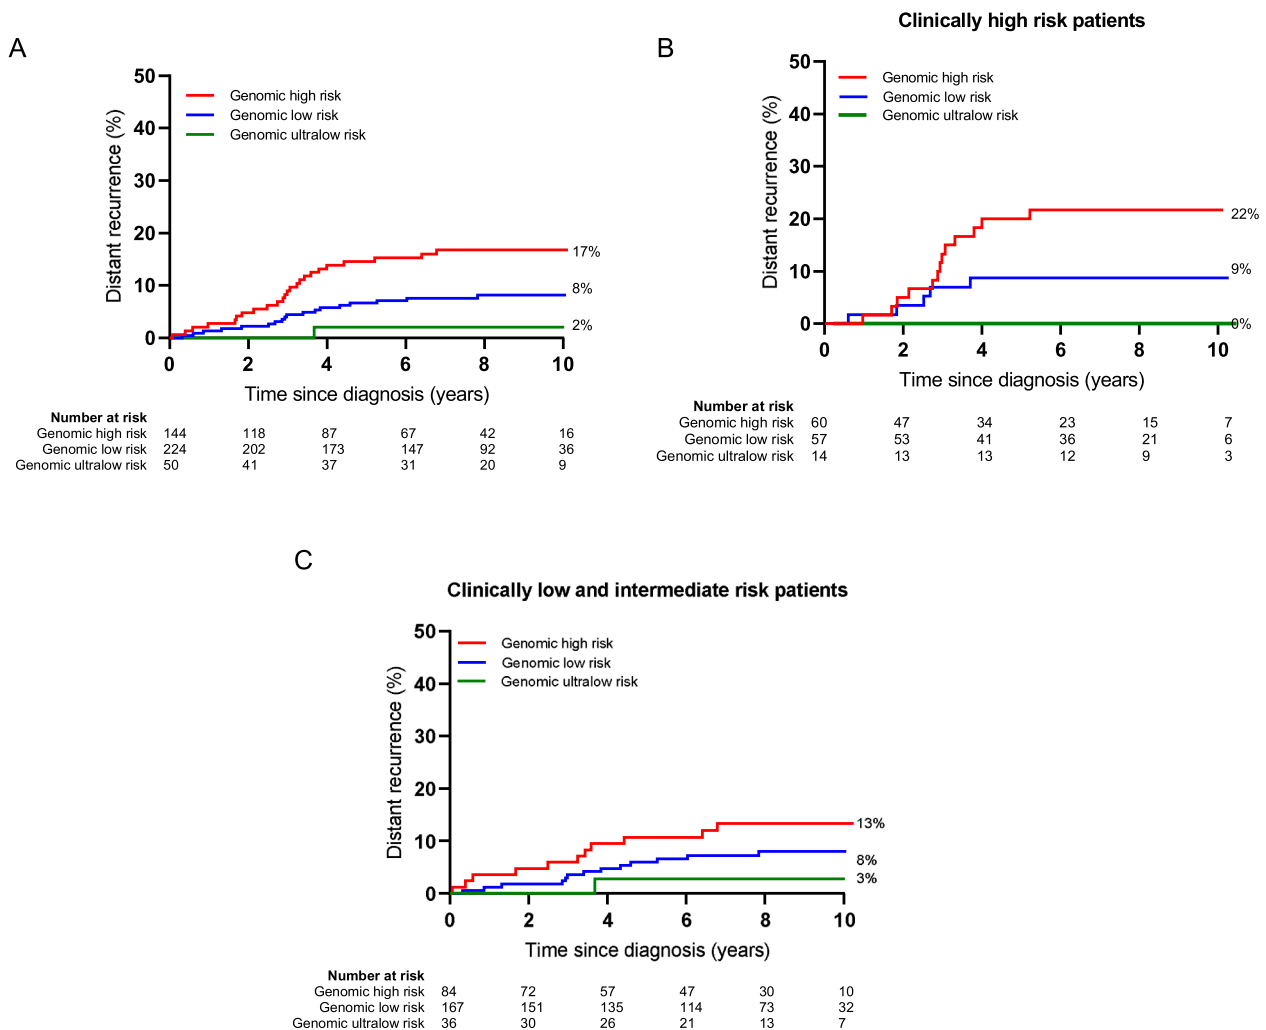 A
50
40
30
20
10
0
Distant recurrence (%)
Genomic high risk
Genomic low risk
Genomic ultralow risk
17%
8%
2%
0 2 4 6 8 10
Time since diagnosis (years)
Number at risk
Genomic high risk 144 118 87 67 42 16
Genomic low risk 224 202 173 147 92 36
Genomic ultralow risk 50 41 37 31 20 9
B
Clinically high risk patients
50
40
30
20
10
0
Distant recurrence (%)
Genomic high risk
Genomic low risk
Genomic ultralow risk
22%
9%
0%
0 2 4 6 8 10
Time since diagnosis (years)
Number at risk
Genomic high risk 60 47 34 23 15 7
Genomic low risk 57 53 41 36 21 6
Genomic ultralow risk 14 13 13 12 9 3
C
Clinically low and intermediate risk patients
50
40
30
20
10
0
Distant recurrence (%)
Genomic high risk
Genomic low risk
Genomic ultralow risk
13%
8%
3%
0 2 4 6 8 10
Time since diagnosis (years)
Number at risk
Genomic high risk 84 72 57 47 30 10
Genomic low risk 167 151 135 114 73 32
Genomic ultralow risk 36 30 26 21 13 7